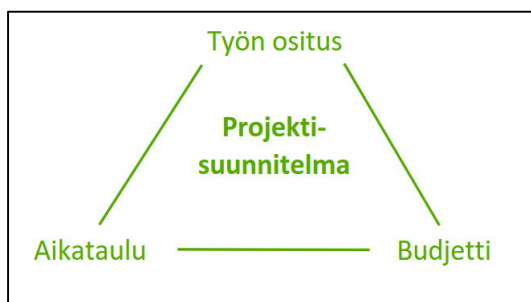 Työn ositus
Projekti-
suunnitelma
Aikataulu
Budjetti